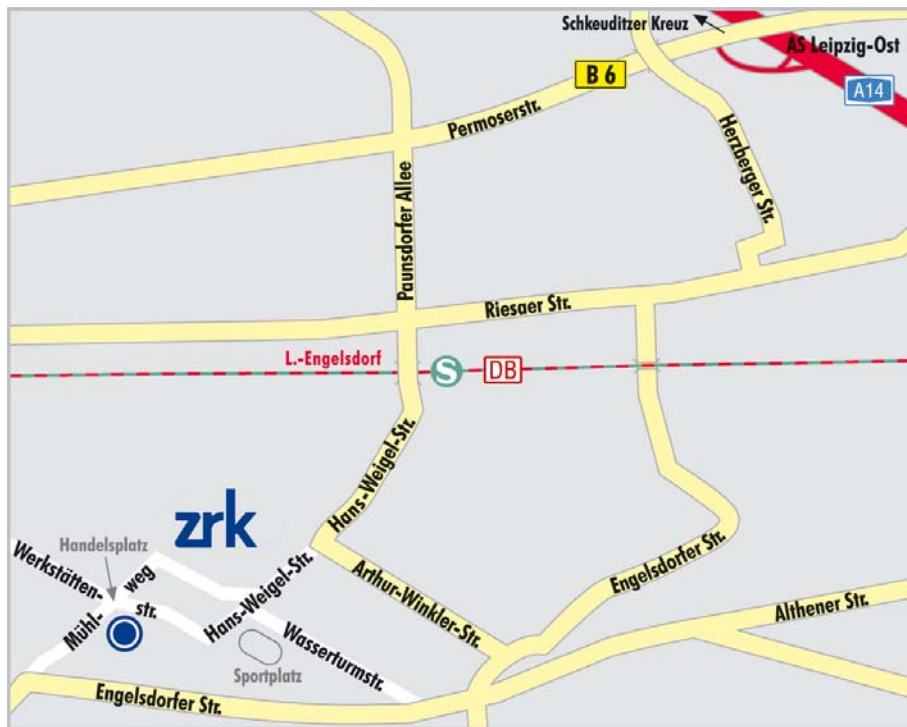 Schkeuditzer Kreuz
AS Leipzig-Ost
B 6
A14
Permoserstr.
Herzberger Str.
Paunsdorfer Allee
Riesaer Str.
L.-Engelsdorf
S
DB
Hans-Weigel-Str.
zrk
Handelsplatz
Werkstätten-
str.
Mühl-
weg
Hans-Weigel-Str.
Arthur-Winkler-Str.
Engelsdorfer Str.
Althener Str.
Wasserturmstr.
Sportplatz
Engelsdorfer Str.